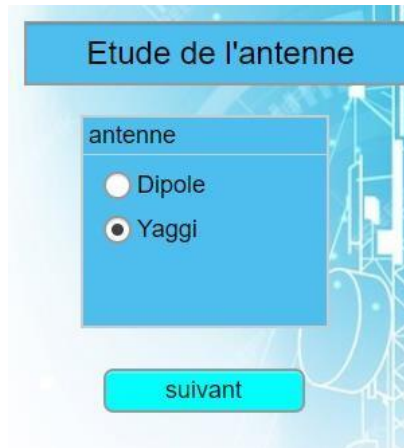 Etude de l'antenne
antenne
Dipole
Yaggi
suivant